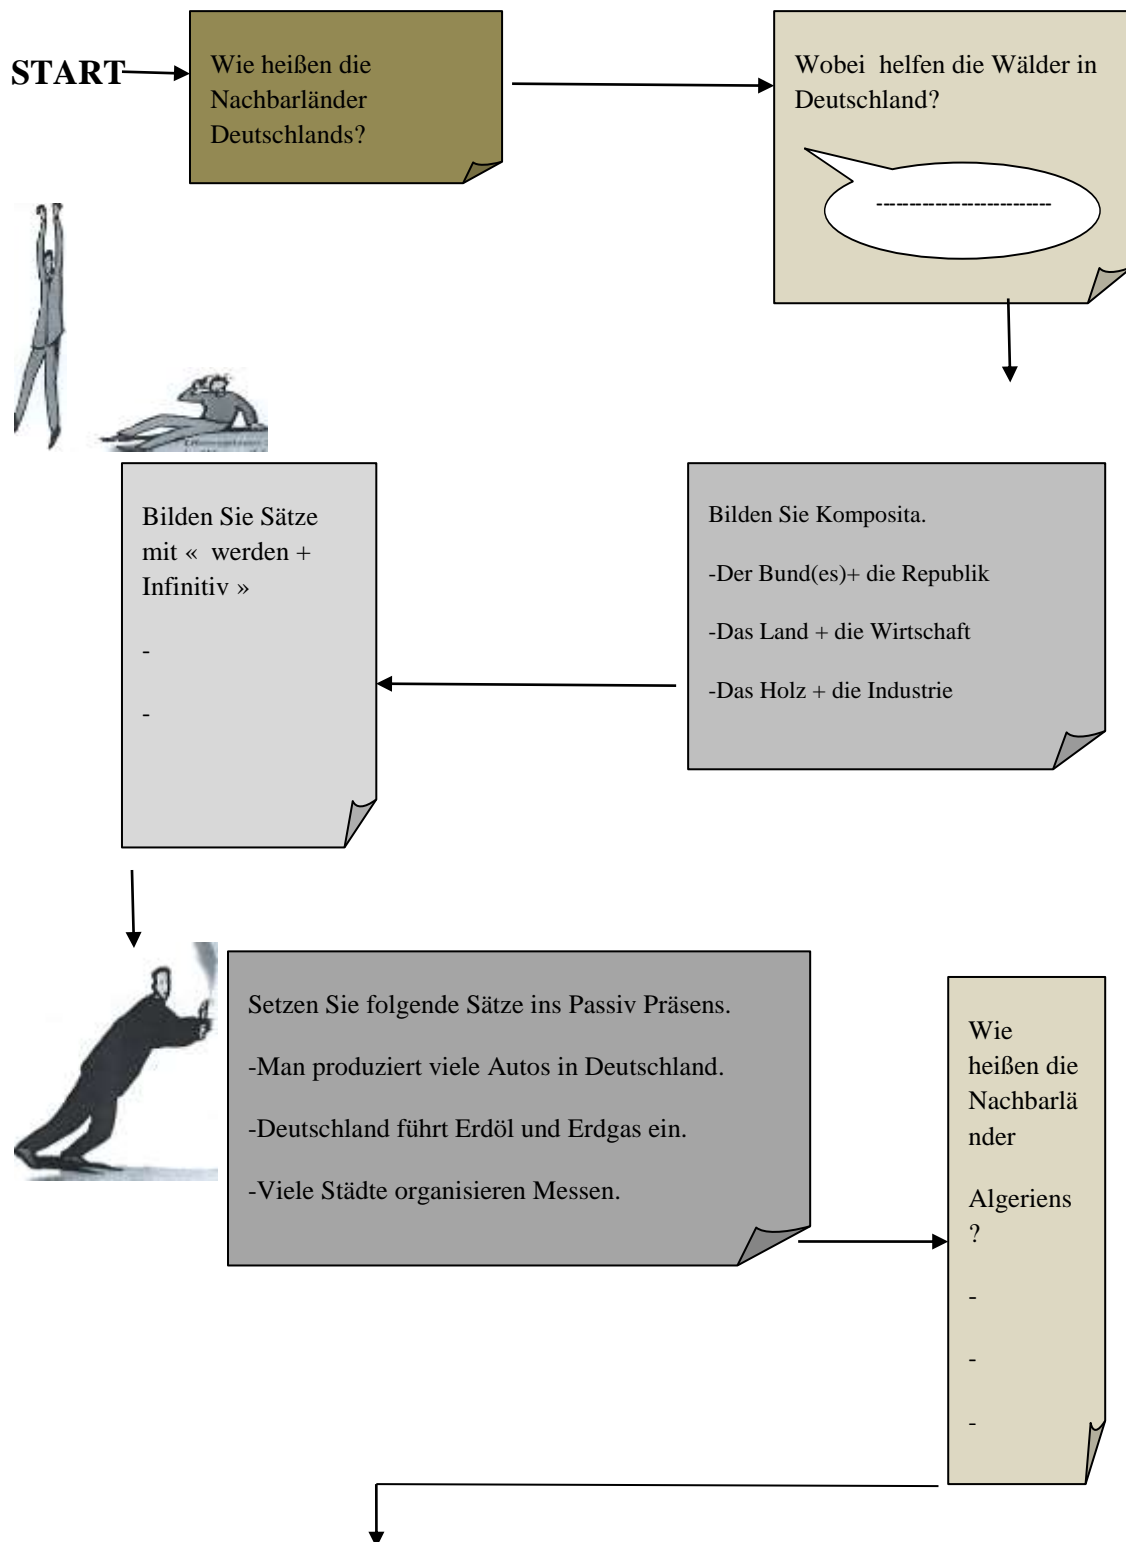 START
Wie heißen die
Nachbarländer
Deutschlands?
Wobei  helfen die Wälder in
Deutschland?
---------------------------
Bilden Sie Komposita.
-Der Bund(es)+ die Republik
-Das Land + die Wirtschaft
-Das Holz + die Industrie
Bilden Sie Sätze
mit «  werden +
Infinitiv »
-
-
Setzen Sie folgende Sätze ins Passiv Präsens.
-Man produziert viele Autos in Deutschland.
-Deutschland führt Erdöl und Erdgas ein.
-Viele Städte organisieren Messen.
Wie
heißen die
Nachbarlä
nder
Algeriens
?
-
-
-